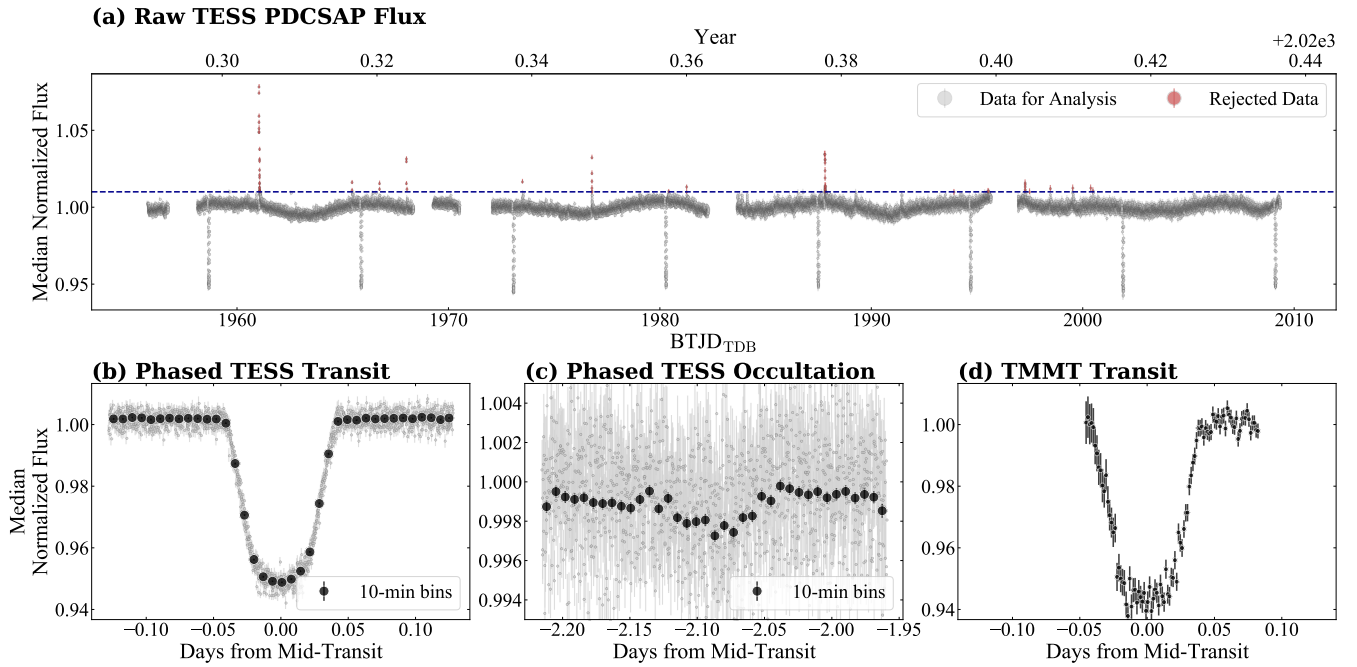 (a) Raw TESS PDCSAP Flux
Year
+2.02e3
0.30 0.32 0.34 0.36 0.38 0.40 0.42 0.44
Median Normalized Flux
1.05
1.00
0.95
Data for Analysis
Rejected Data
1960 1970 1980 1990 2000 2010
BTJD_TDB
(b) Phased TESS Transit
Median
Normalized Flux
1.00
0.98
0.96
0.94
10-min bins
−0.10 −0.05 0.00 0.05 0.10
Days from Mid-Transit
(c) Phased TESS Occultation
1.004
1.002
1.000
0.998
0.996
0.994
10-min bins
−2.20 −2.15 −2.10 −2.05 −2.00 −1.95
Days from Mid-Transit
(d) TMMT Transit
1.00
0.98
0.96
0.94
−0.10 −0.05 0.00 0.05 0.10
Days from Mid-Transit